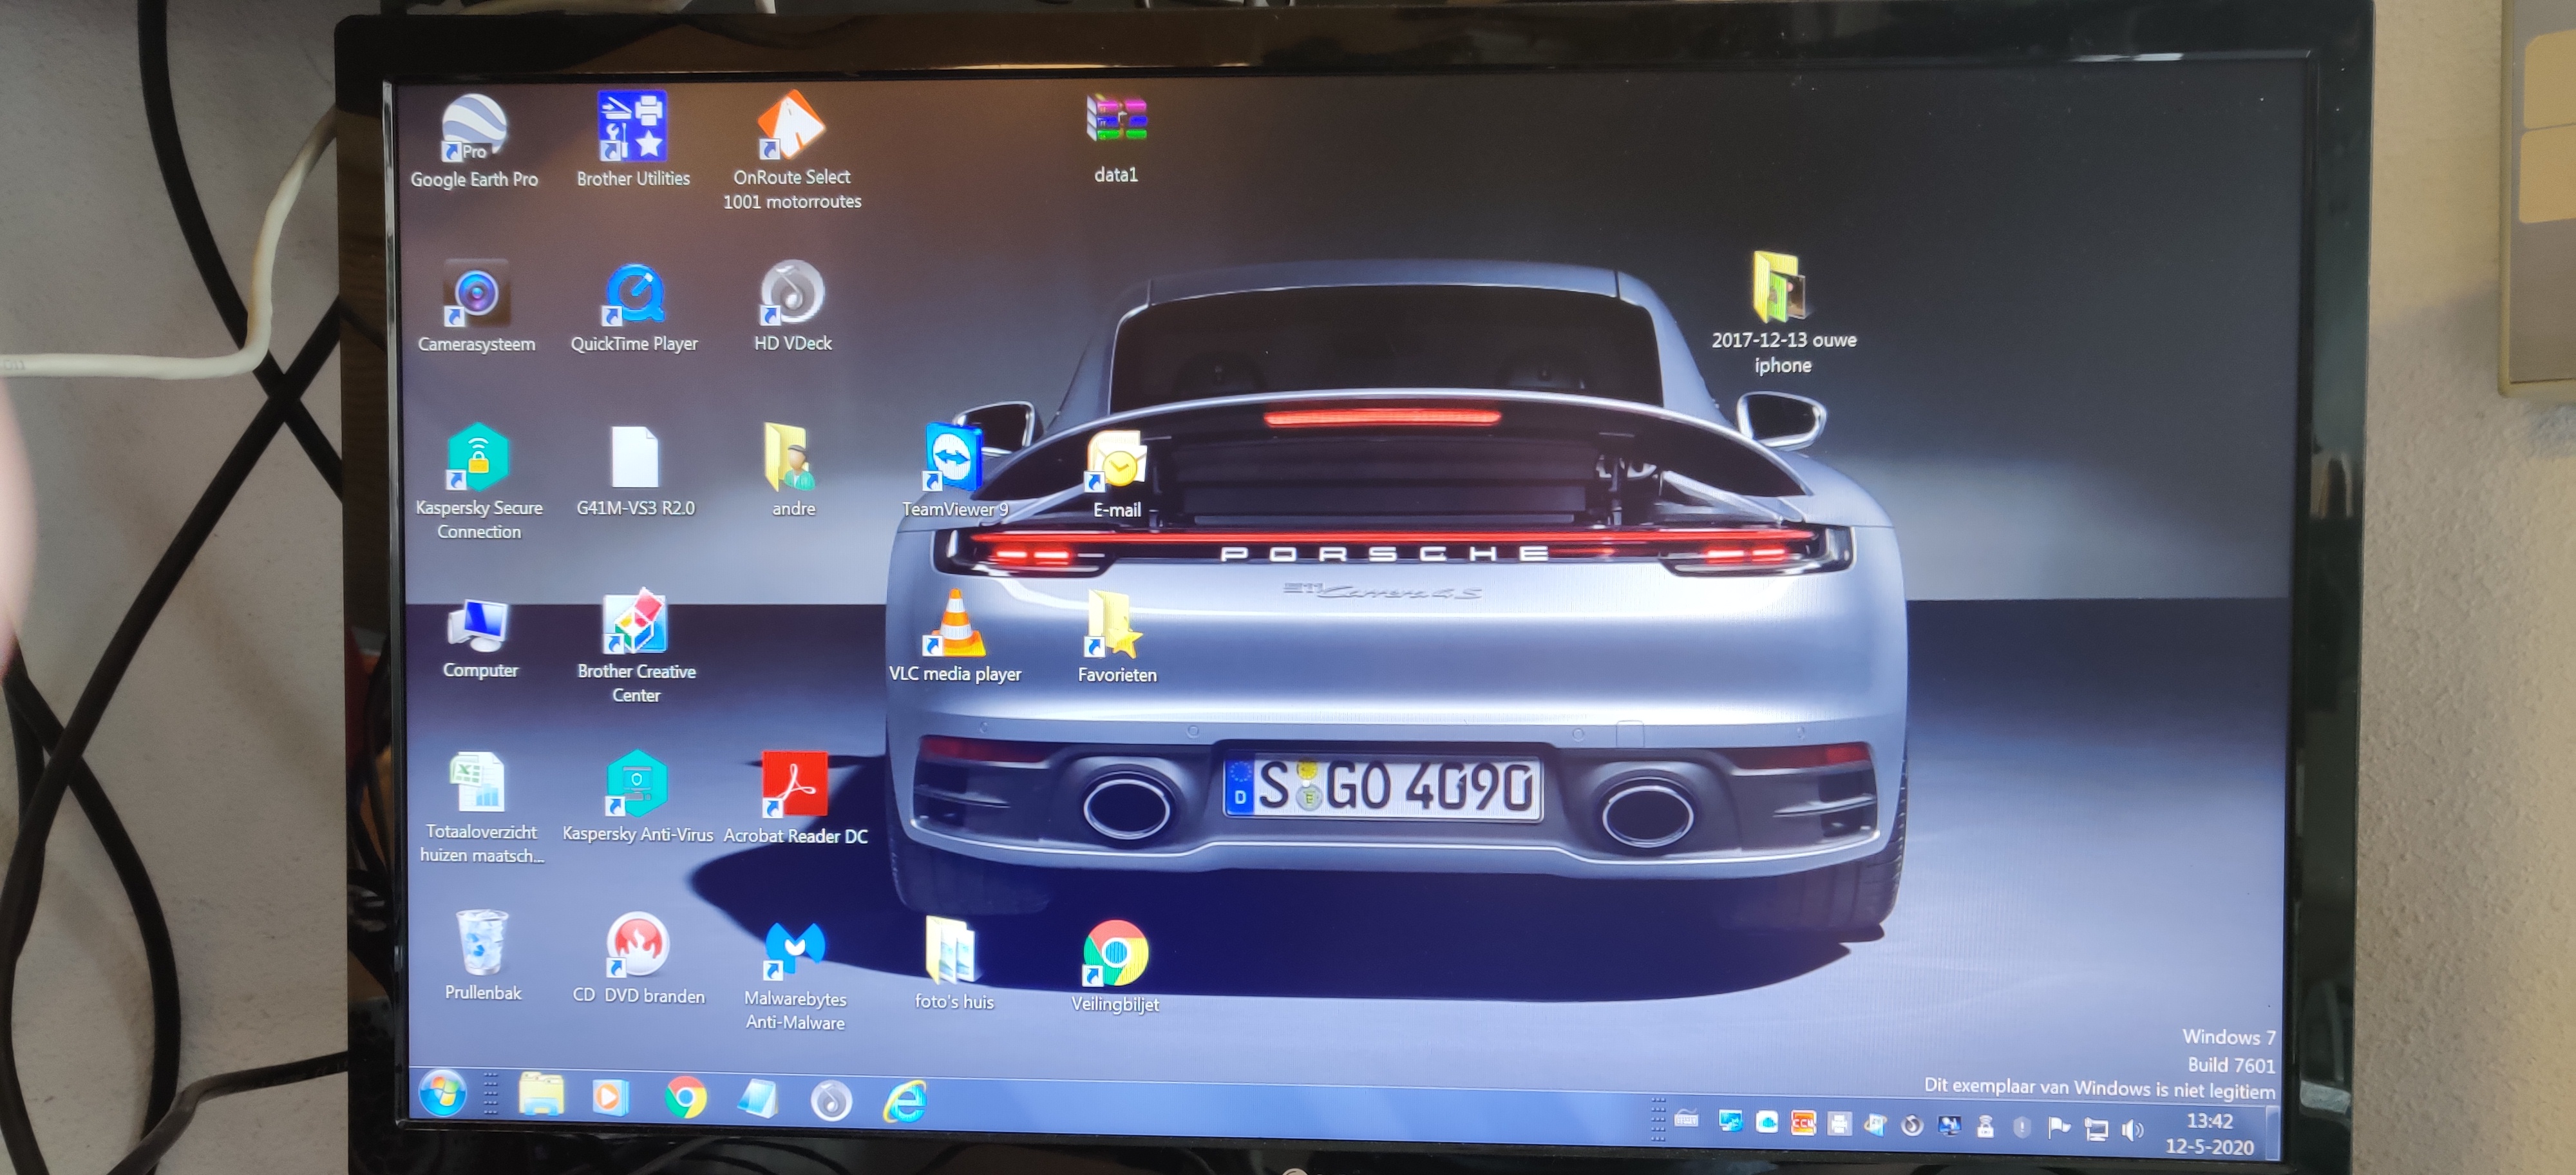 Pro
Google Earth Pro
Brother Utilities
OnRoute Select
1001 motorroutes
data1
Camerasysteem
QuickTime Player
HD VDeck
2017-12-13 ouwe
iphone
Kaspersky Secure
Connection
G41M-VS3 R2.0
andre
TeamViewer 9
E-mail
PORSCHE
911 Carrera 4S
Computer
Brother Creative
Center
VLC media player
Favorieten
Totaaloverzicht
huizen maatsch...
Kaspersky Anti-Virus
Acrobat Reader DC
D S GO 4090
Prullenbak
CD DVD branden
Malwarebytes
Anti-Malware
foto's huis
Veilingbiljet
Windows 7
Build 7601
Dit exemplaar van Windows is niet legitiem
13:42
12-5-2020